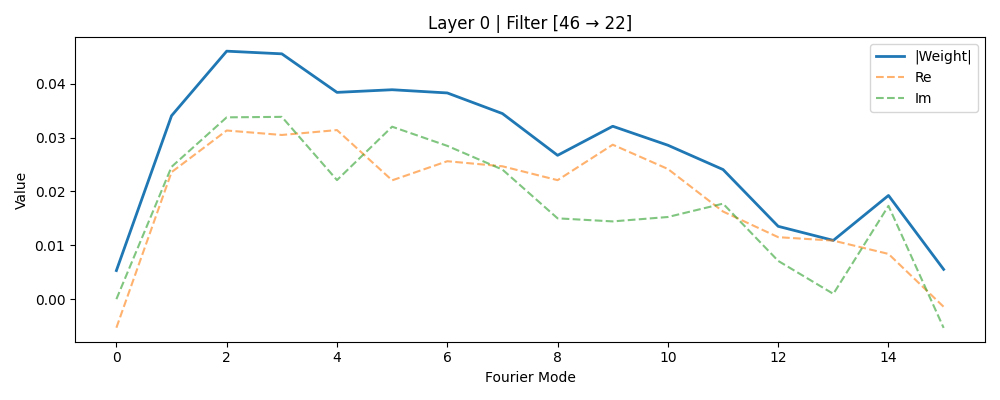 Layer 0 | Filter [46 → 22]
|Weight|
Re
Im
Value
0.04
0.03
0.02
0.01
0.00
0 2 4 6 8 10 12 14
Fourier Mode